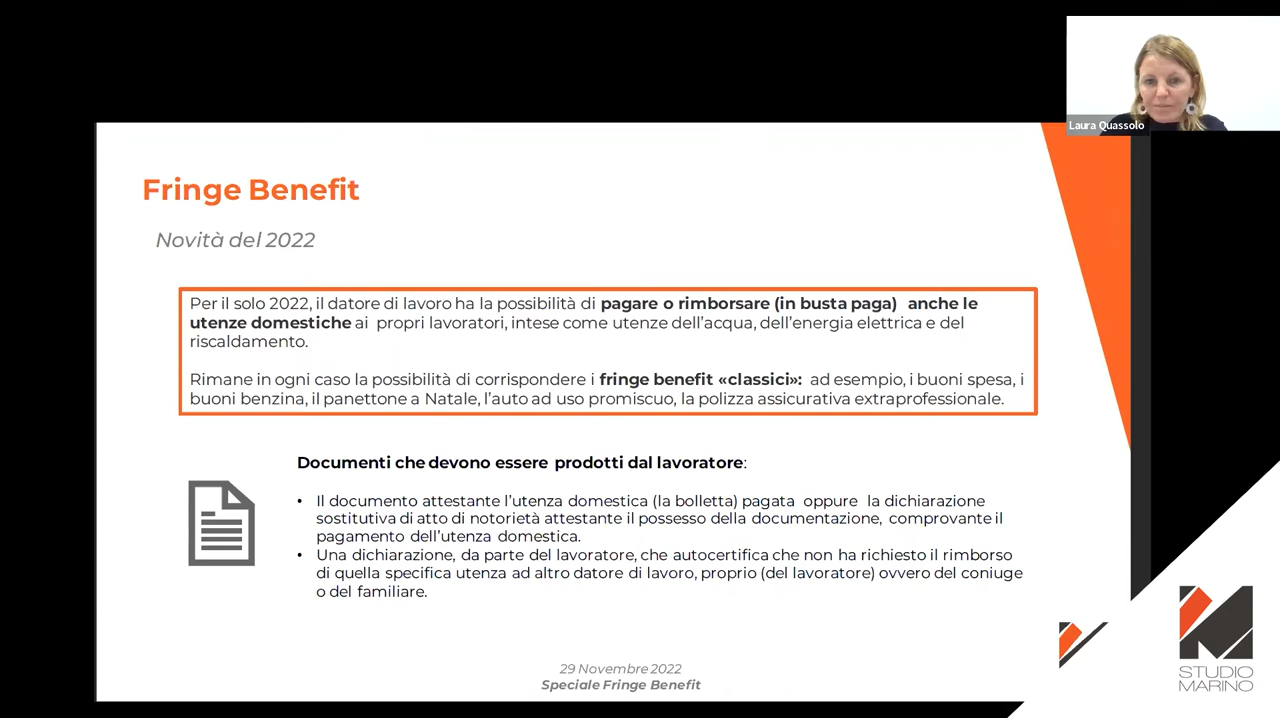 Laura Quassolo
Fringe Benefit
Novità del 2022
Per il solo 2022, il datore di lavoro ha la possibilità di pagare o rimborsare (in busta paga) anche le
utenze domestiche ai propri lavoratori, intese come utenze dell'acqua, dell'energia elettrica e del
riscaldamento.
Rimane in ogni caso la possibilità di corrispondere i fringe benefit «classici»: ad esempio, i buoni spesa, i
buoni benzina, il panettone a Natale, l'auto ad uso promiscuo, la polizza assicurativa extraprofessionale.
Documenti che devono essere prodotti dal lavoratore:
• Il documento attestante l'utenza domestica (la bolletta) pagata oppure la dichiarazione
sostitutiva di atto di notorietà attestante il possesso della documentazione, comprovante il
pagamento dell'utenza domestica.
• Una dichiarazione, da parte del lavoratore, che autocertifica che non ha richiesto il rimborso
di quella specifica utenza ad altro datore di lavoro, proprio (del lavoratore) ovvero del coniuge
o del familiare.
29 Novembre 2022
Speciale Fringe Benefit
STUDIO
MARINO